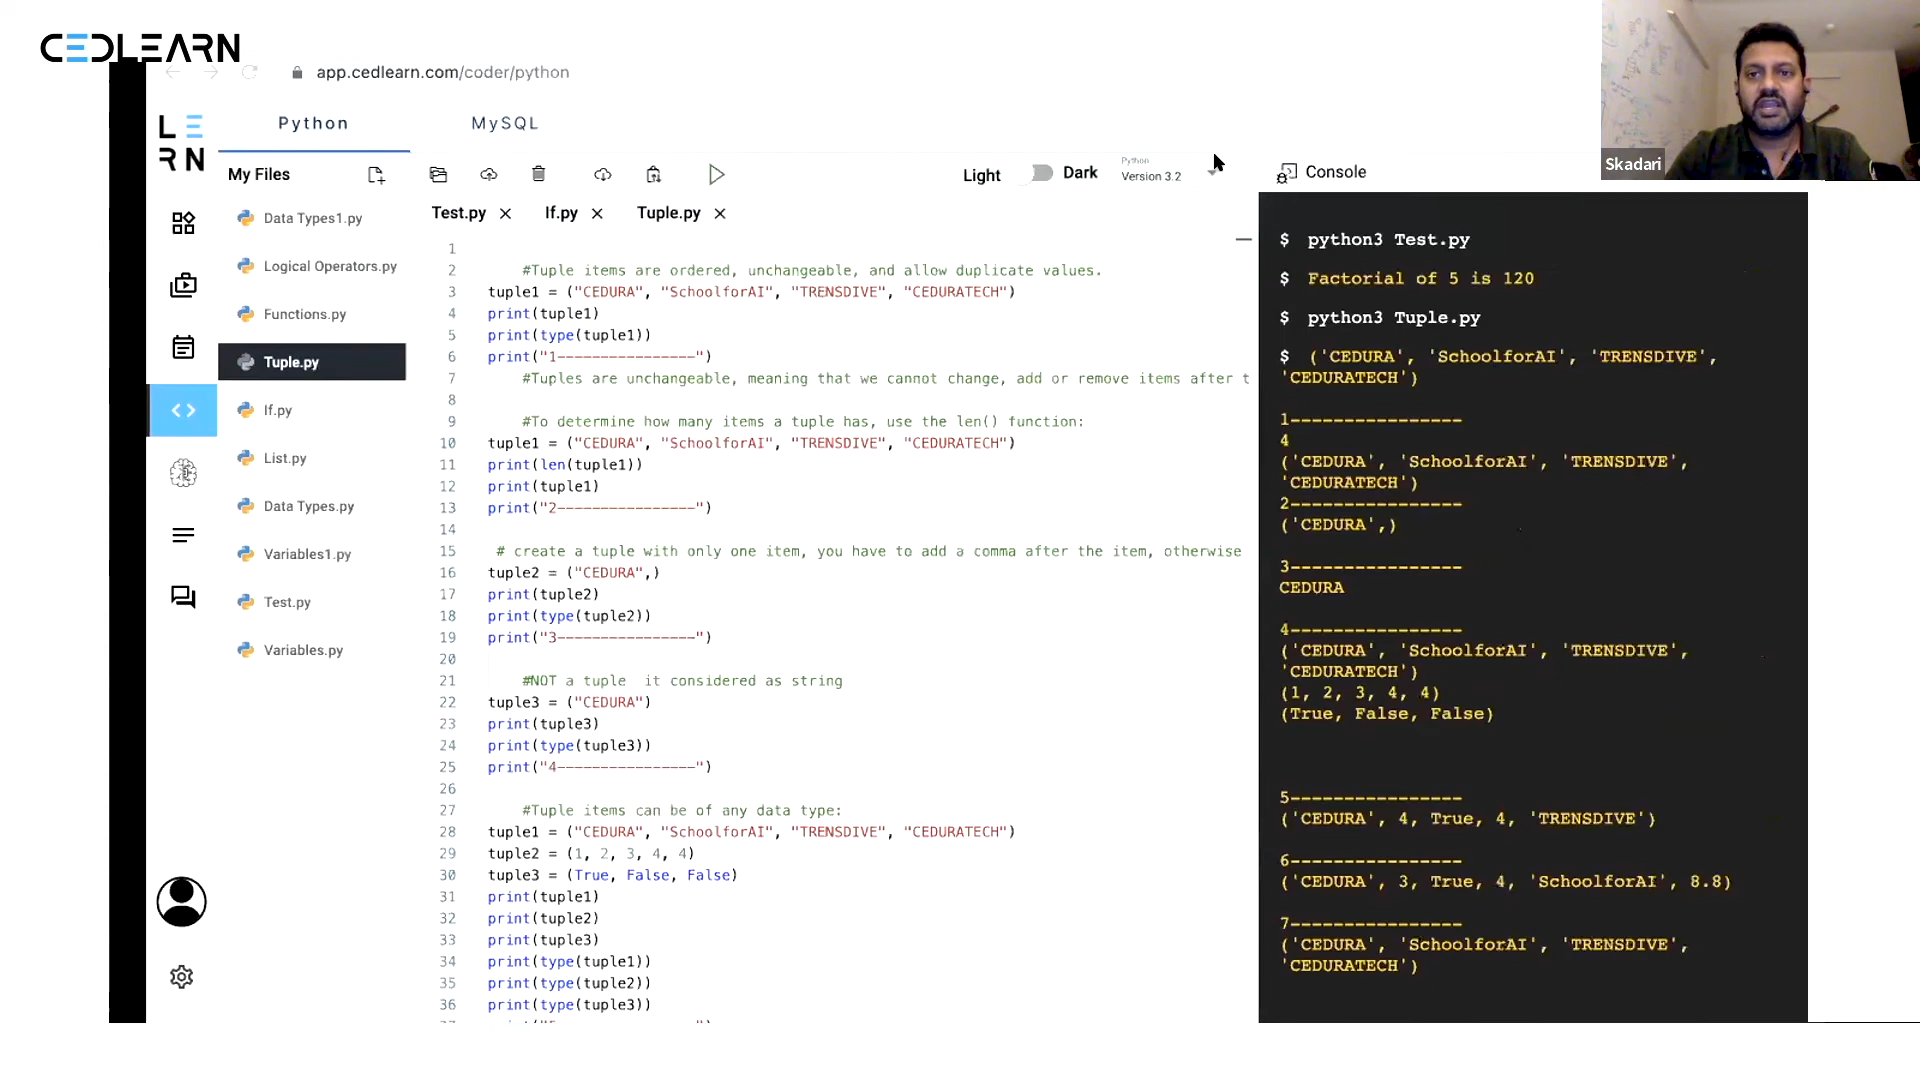 CEDLEARN
app.cedlearn.com/coder/python
LE
RN
Python
MySQL
My Files
Light
Dark
Python
Version 3.2
Console
Skadari
Data Types1.py
Logical Operators.py
Functions.py
Tuple.py
If.py
List.py
Data Types.py
Variables1.py
Test.py
Variables.py
Test.py
If.py
Tuple.py
1
2 #Tuple items are ordered, unchangeable, and allow duplicate values.
3 tuple1 = ("CEDURA", "SchoolforAI", "TRENSDIVE", "CEDURATECH")
4 print(tuple1)
5 print(type(tuple1))
6 print("1----------------")
7 #Tuples are unchangeable, meaning that we cannot change, add or remove items after t
8
9 #To determine how many items a tuple has, use the len() function:
10 tuple1 = ("CEDURA", "SchoolforAI", "TRENSDIVE", "CEDURATECH")
11 print(len(tuple1))
12 print(tuple1)
13 print("2----------------")
14
15 # create a tuple with only one item, you have to add a comma after the item, otherwise
16 tuple2 = ("CEDURA",)
17 print(tuple2)
18 print(type(tuple2))
19 print("3----------------")
20
21 #NOT a tuple  it considered as string
22 tuple3 = ("CEDURA")
23 print(tuple3)
24 print(type(tuple3))
25 print("4----------------")
26
27 #Tuple items can be of any data type:
28 tuple1 = ("CEDURA", "SchoolforAI", "TRENSDIVE", "CEDURATECH")
29 tuple2 = (1, 2, 3, 4, 4)
30 tuple3 = (True, False, False)
31 print(tuple1)
32 print(tuple2)
33 print(tuple3)
34 print(type(tuple1))
35 print(type(tuple2))
36 print(type(tuple3))
$ python3 Test.py
$ Factorial of 5 is 120
$ python3 Tuple.py
$ ('CEDURA', 'SchoolforAI', 'TRENSDIVE',
'CEDURATECH')
1----------------
4
('CEDURA', 'SchoolforAI', 'TRENSDIVE',
'CEDURATECH')
2----------------
('CEDURA',)
3----------------
CEDURA
4----------------
('CEDURA', 'SchoolforAI', 'TRENSDIVE',
'CEDURATECH')
(1, 2, 3, 4, 4)
(True, False, False)
5----------------
('CEDURA', 4, True, 4, 'TRENSDIVE')
6----------------
('CEDURA', 3, True, 4, 'SchoolforAI', 8.8)
7----------------
('CEDURA', 'SchoolforAI', 'TRENSDIVE',
'CEDURATECH')